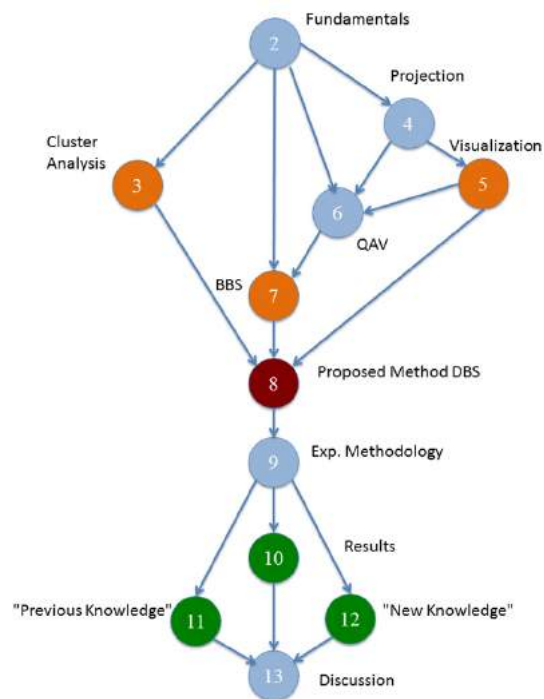 Fundamentals
2
Projection
4
Cluster
Analysis
Visualization
3
5
6
QAV
BBS
7
Proposed Method DBS
8
Exp. Methodology
9
Results
10
"Previous Knowledge"
11
12
"New Knowledge"
13
Discussion